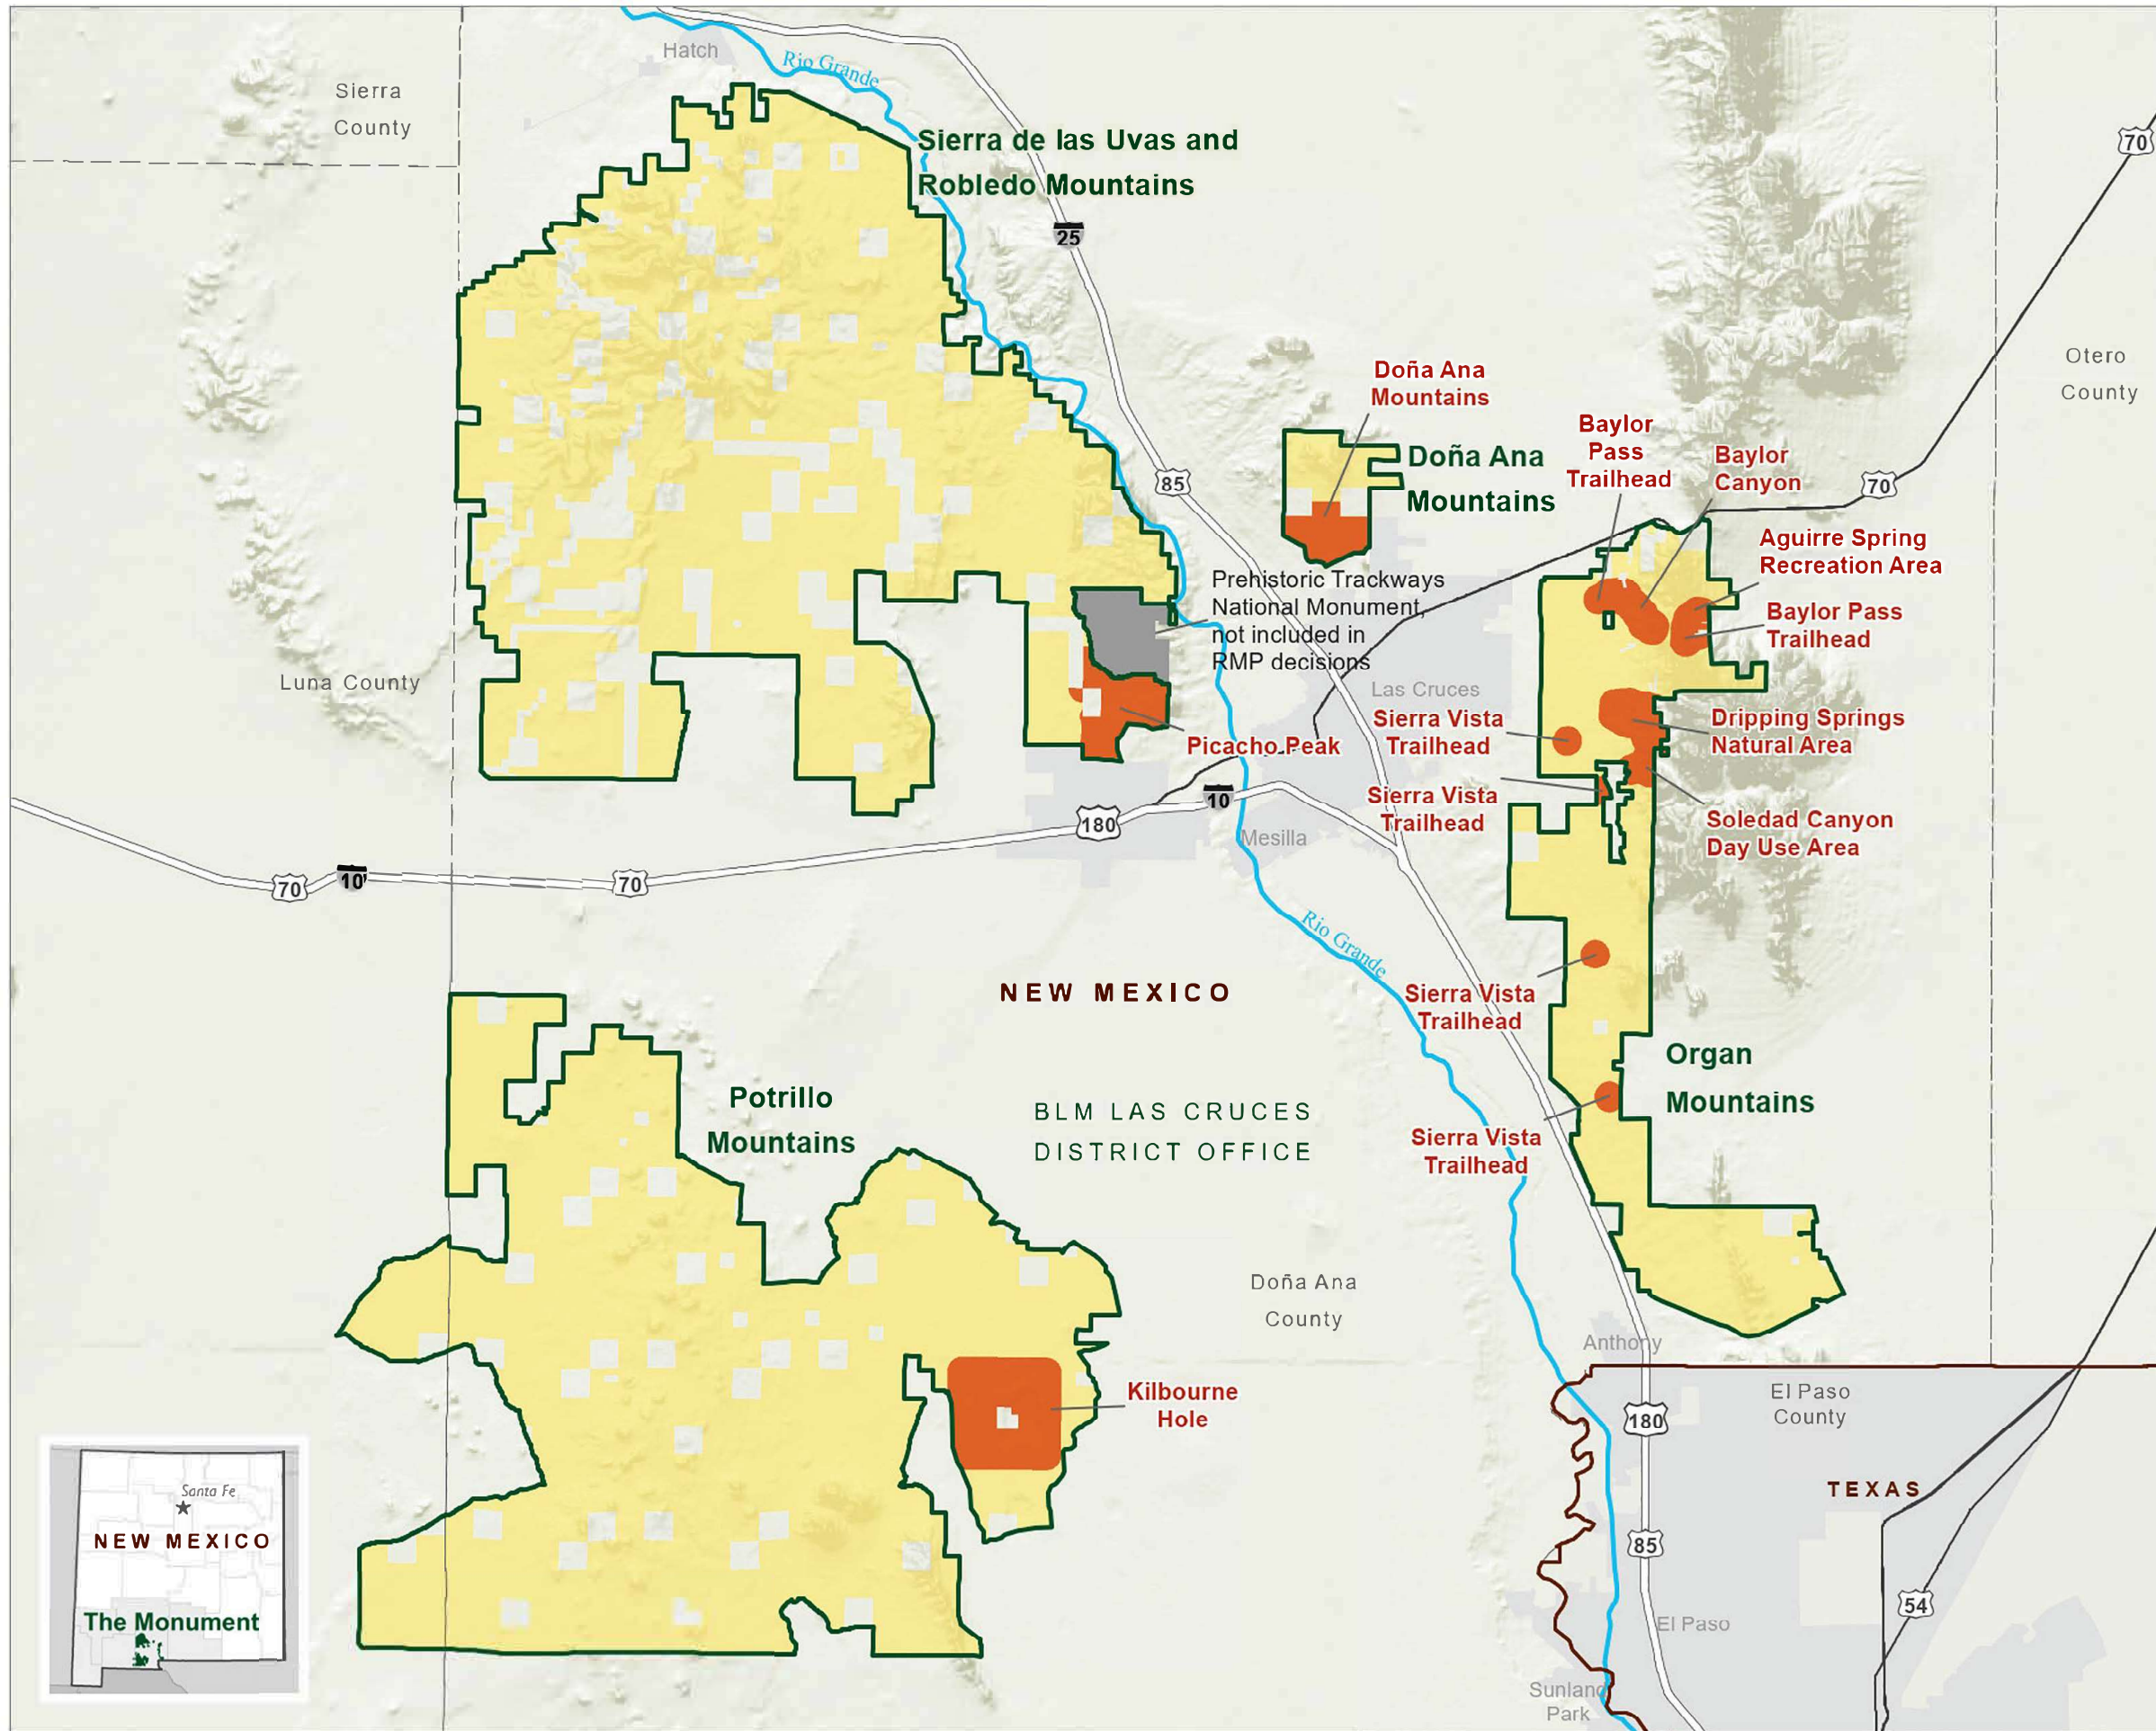 Hatch
Rio Grande
Sierra
County
Sierra de las Uvas and
Robledo Mountains
70
25
Otero
County
Doña Ana
Mountains
Doña Ana
Mountains
Baylor
Pass
Trailhead
Baylor
Canyon
85
70
Aguirre Spring
Recreation Area
Prehistoric Trackways
National Monument,
not included in
RMP decisions
Baylor Pass
Trailhead
Luna County
Las Cruces
Sierra Vista
Trailhead
Dripping Springs
Natural Area
Picacho Peak
Sierra Vista
Trailhead
10
180
Mesilla
Soledad Canyon
Day Use Area
70
10
70
Rio Grande
NEW MEXICO
Sierra Vista
Trailhead
Organ
Mountains
Potrillo
Mountains
BLM LAS CRUCES
DISTRICT OFFICE
Sierra Vista
Trailhead
Doña Ana
County
Anthony
Kilbourne
Hole
El Paso
County
180
TEXAS
Santa Fe
NEW MEXICO
The Monument
85
54
El Paso
Sunland
Park